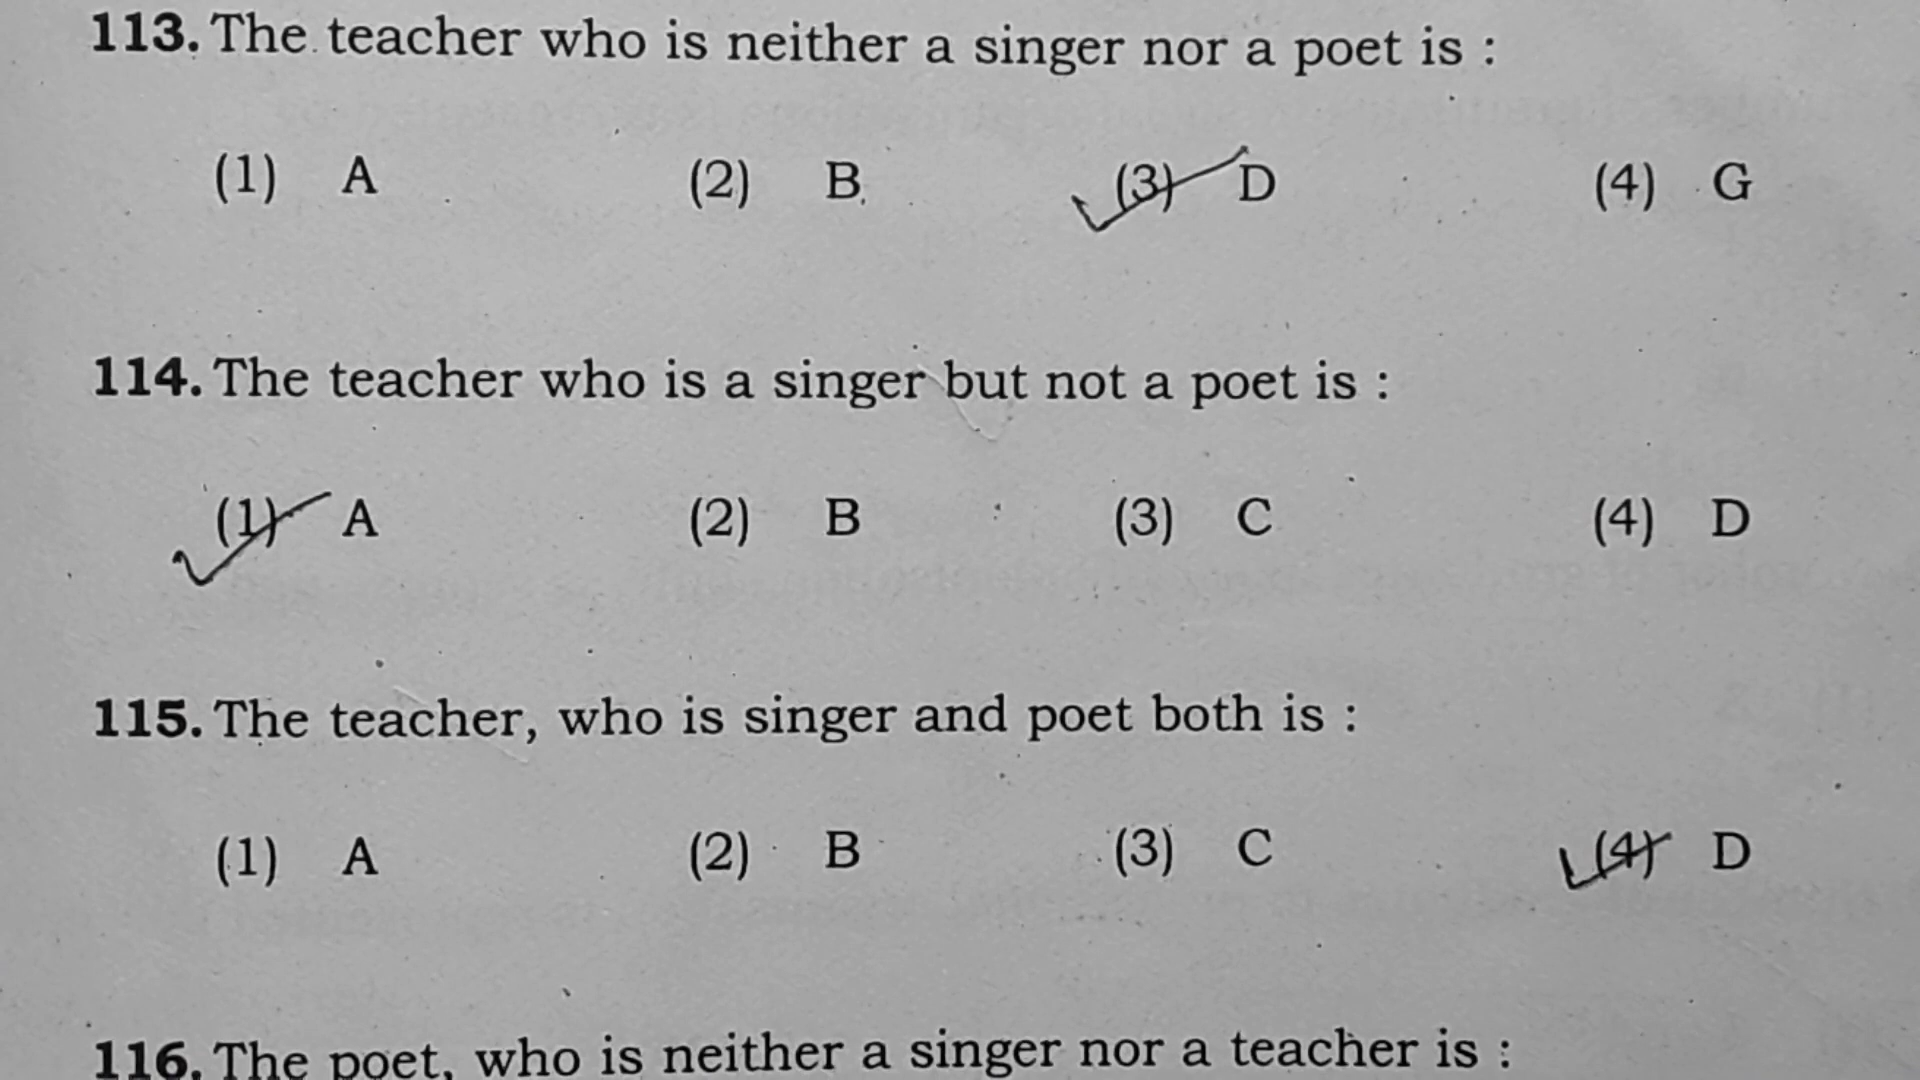 113. The teacher who is neither a singer nor a poet is :
(1) A (2) B (3) D (4) G
114. The teacher who is a singer but not a poet is :
(1) A (2) B (3) C (4) D
115. The teacher, who is singer and poet both is :
(1) A (2) B (3) C (4) D
116. The poet, who is neither a singer nor a teacher is :